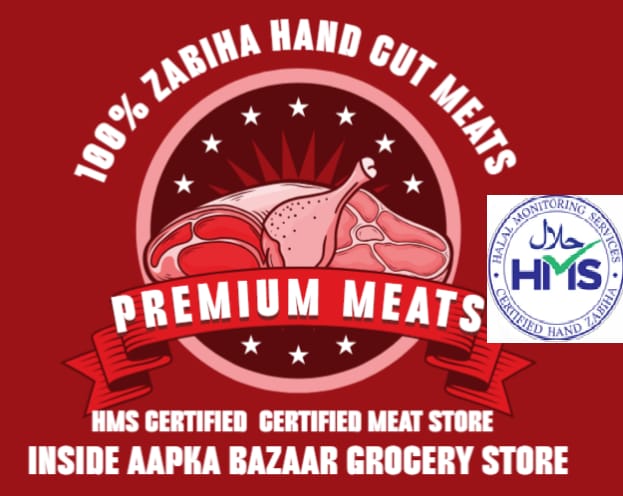 100% ZABIHA HAND CUT MEATS
PREMIUM MEATS
HALAL MONITORING SERVICES
حلال
HMS
CERTIFIED HAND ZABIHA
HMS CERTIFIED CERTIFIED MEAT STORE
INSIDE AAPKA BAZAAR GROCERY STORE